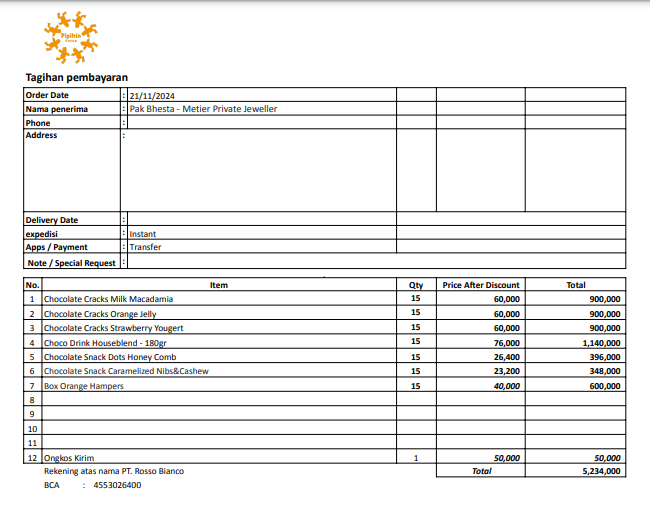 Pipiltin
COCOA
Tagihan pembayaran
Order Date : 21/11/2024
Nama penerima : Pak Bhesta - Metier Private Jeweller
Phone :
Address :
Delivery Date :
expedisi : Instant
Apps / Payment : Transfer
Note / Special Request :
No. Item Qty Price After Discount Total
1 Chocolate Cracks Milk Macadamia 15 60,000 900,000
2 Chocolate Cracks Orange Jelly 15 60,000 900,000
3 Chocolate Cracks Strawberry Yougert 15 60,000 900,000
4 Choco Drink Houseblend - 180gr 15 76,000 1,140,000
5 Chocolate Snack Dots Honey Comb 15 26,400 396,000
6 Chocolate Snack Caramelized Nibs&Cashew 15 23,200 348,000
7 Box Orange Hampers 15 40,000 600,000
8
9
10
11
12 Ongkos Kirim 1 50,000 50,000
Rekening atas nama PT. Rosso Bianco Total 5,234,000
BCA : 4553026400